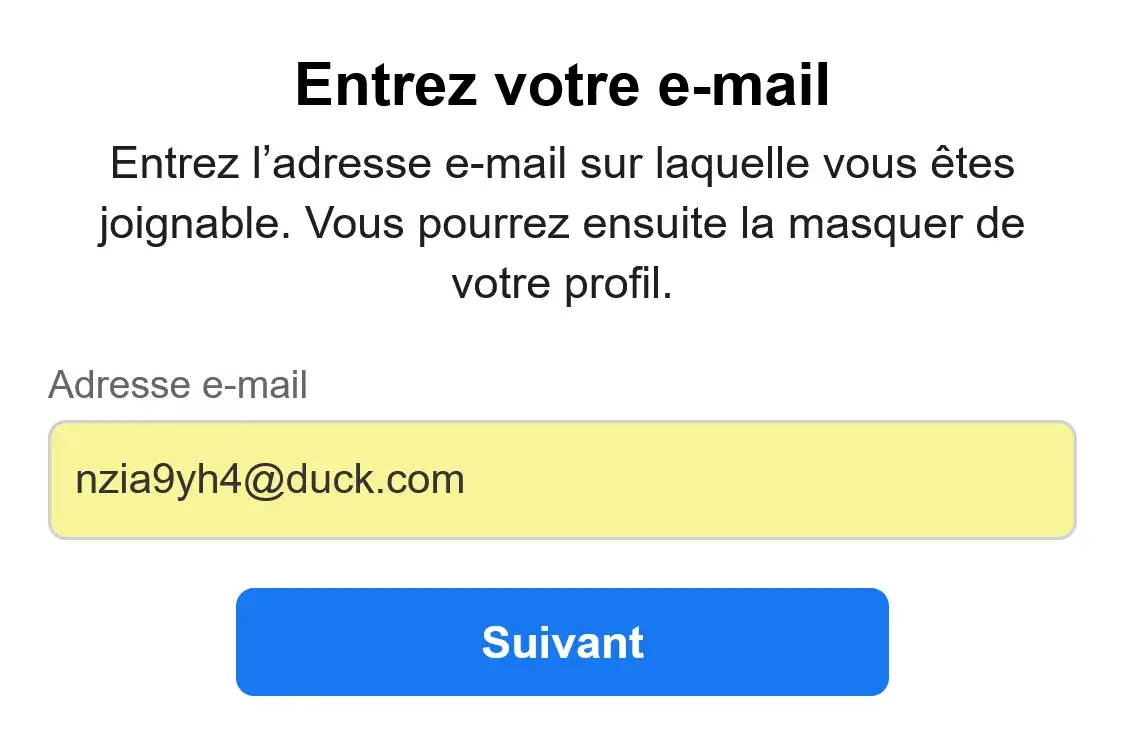 Entrez votre e-mail
Entrez l’adresse e-mail sur laquelle vous êtes
joignable. Vous pourrez ensuite la masquer de
votre profil.
Adresse e-mail
nzia9yh4@duck.com
Suivant